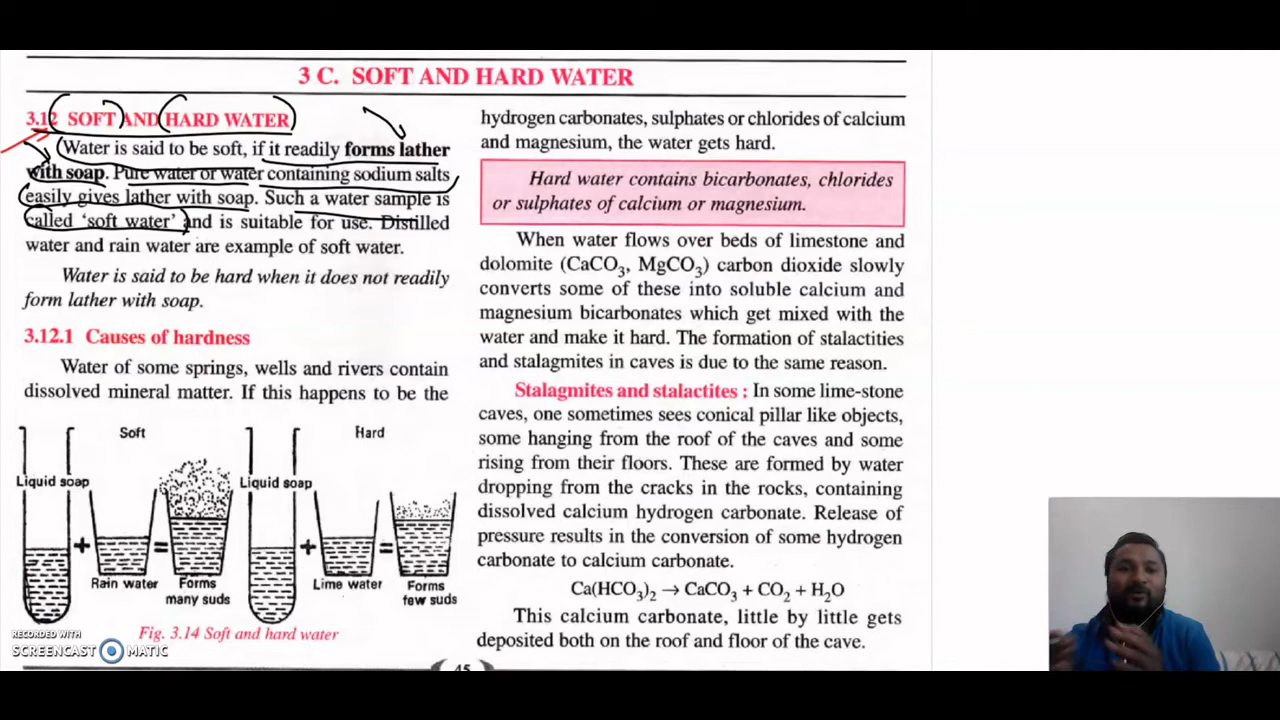 3 C. SOFT AND HARD WATER
3.12 SOFT AND HARD WATER
Water is said to be soft, if it readily forms lather
with soap. Pure water or water containing sodium salts
easily gives lather with soap. Such a water sample is
called ‘soft water’ and is suitable for use. Distilled
water and rain water are example of soft water.
Water is said to be hard when it does not readily
form lather with soap.
3.12.1 Causes of hardness
Water of some springs, wells and rivers contain
dissolved mineral matter. If this happens to be the
Soft
Hard
Liquid soap
Liquid soap
+
=
+
=
Rain water
Forms
many suds
Lime water
Forms
few suds
Fig. 3.14 Soft and hard water
hydrogen carbonates, sulphates or chlorides of calcium
and magnesium, the water gets hard.
Hard water contains bicarbonates, chlorides
or sulphates of calcium or magnesium.
When water flows over beds of limestone and
dolomite (CaCO₃, MgCO₃) carbon dioxide slowly
converts some of these into soluble calcium and
magnesium bicarbonates which get mixed with the
water and make it hard. The formation of stalactities
and stalagmites in caves is due to the same reason.
Stalagmites and stalactites : In some lime-stone
caves, one sometimes sees conical pillar like objects,
some hanging from the roof of the caves and some
rising from their floors. These are formed by water
dropping from the cracks in the rocks, containing
dissolved calcium hydrogen carbonate. Release of
pressure results in the conversion of some hydrogen
carbonate to calcium carbonate.
Ca(HCO₃)₂ → CaCO₃ + CO₂ + H₂O
This calcium carbonate, little by little gets
deposited both on the roof and floor of the cave.
45
RECORDED WITH
SCREENCAST MATIC